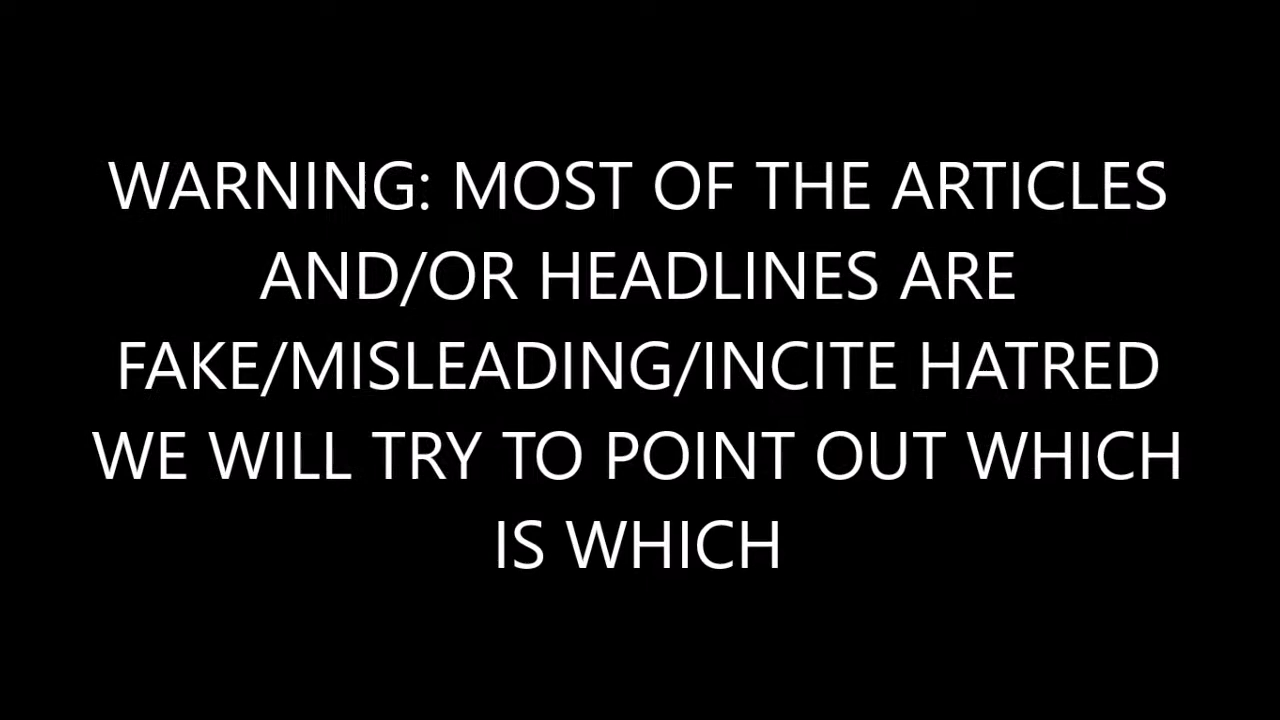 WARNING: MOST OF THE ARTICLES
AND/OR HEADLINES ARE
FAKE/MISLEADING/INCITE HATRED
WE WILL TRY TO POINT OUT WHICH
IS WHICH